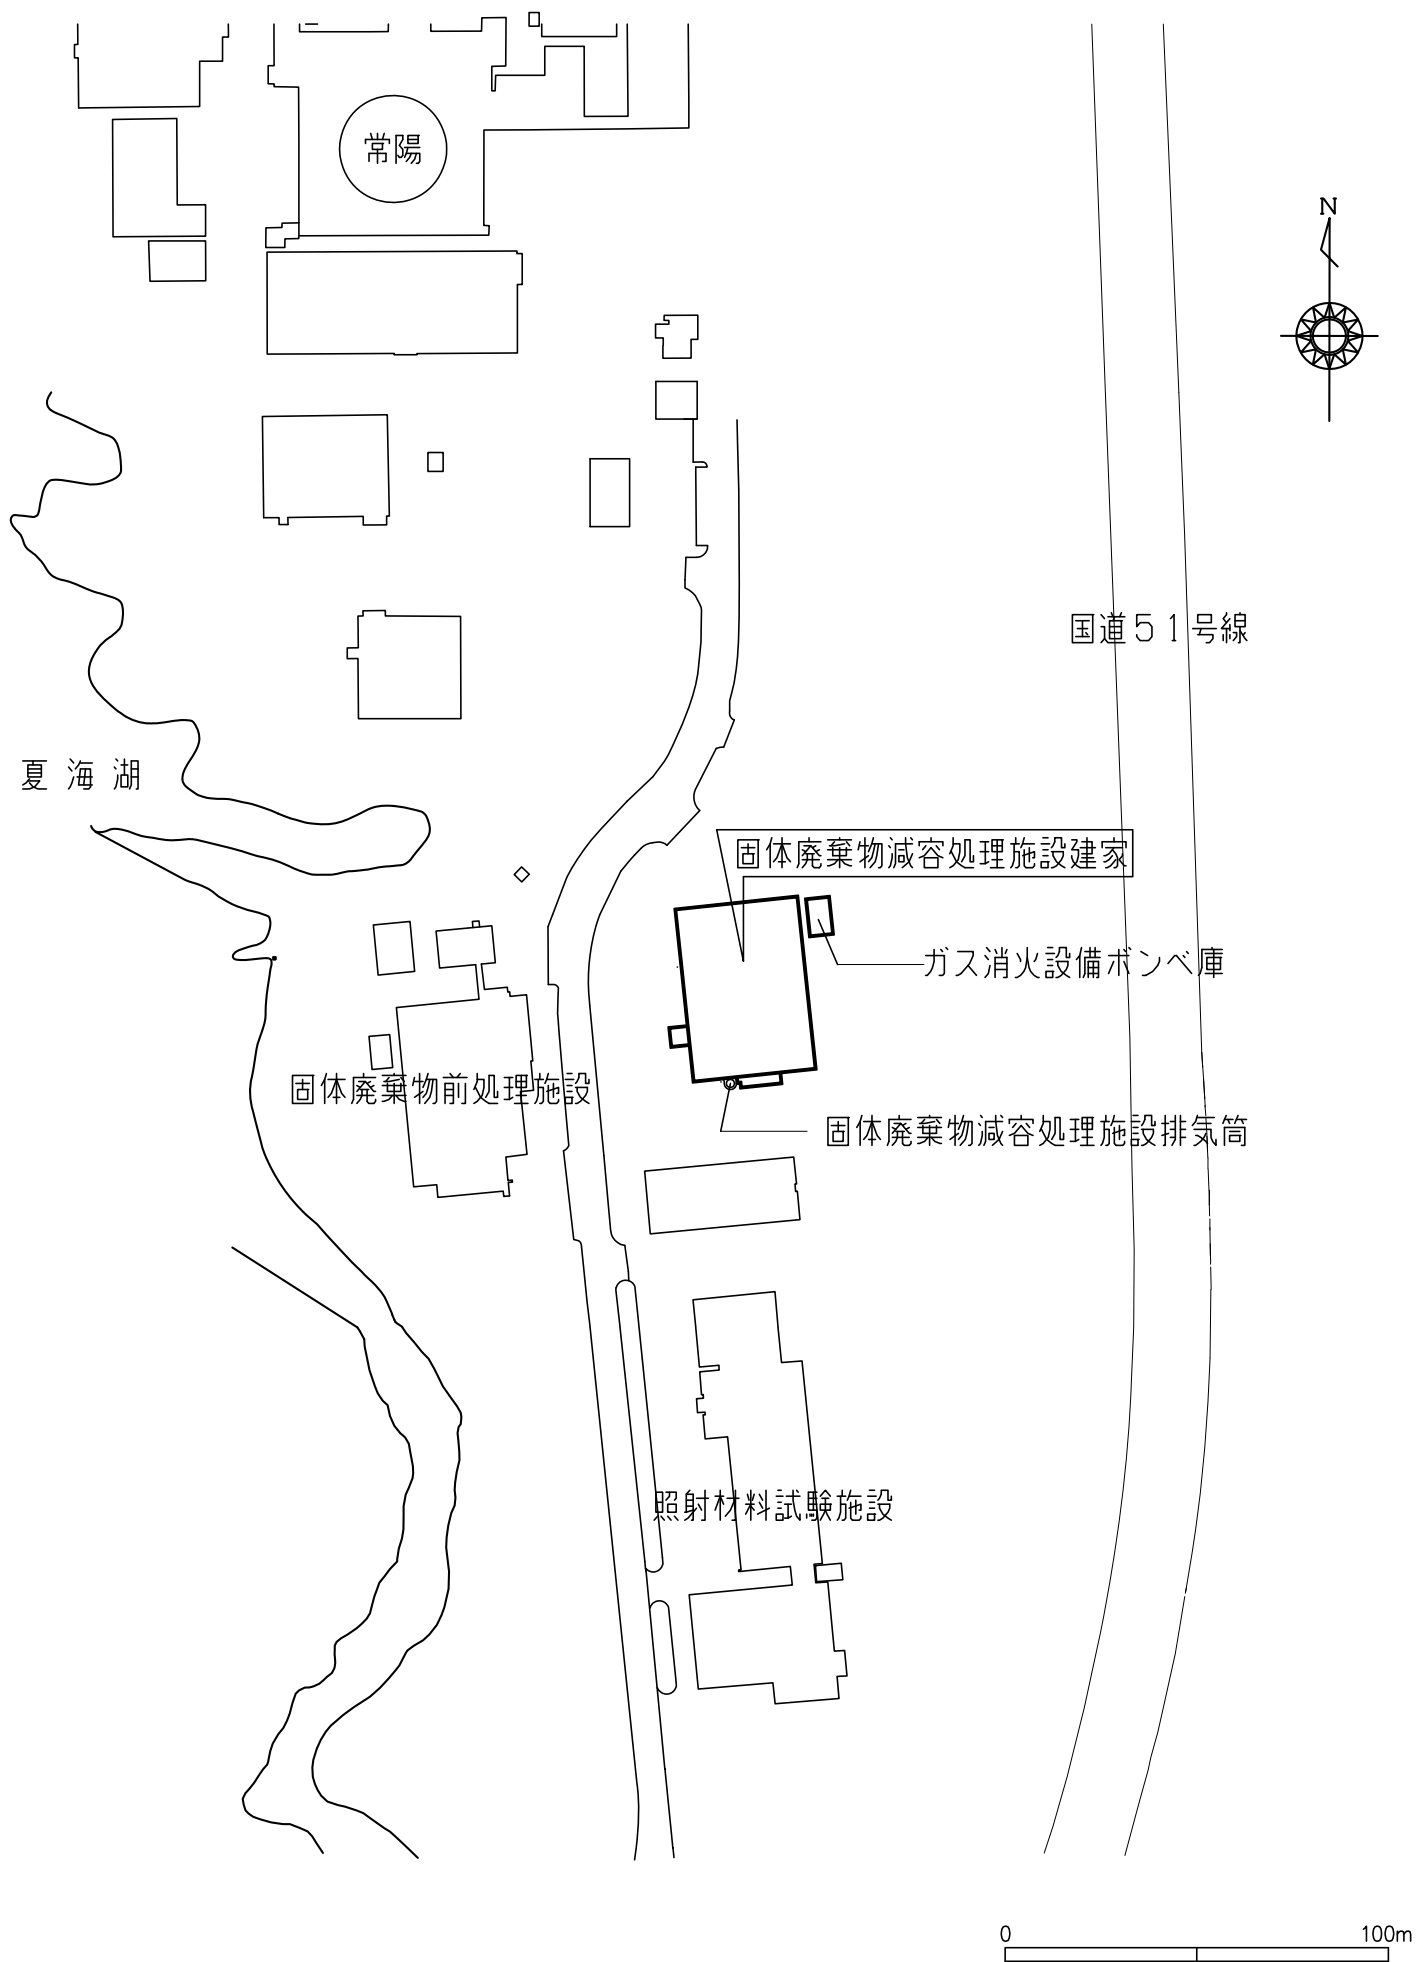 常陽
N
国道５１号線
夏海湖
固体廃棄物減容処理施設建家
ガス消火設備ボンベ庫
固体廃棄物前処理施設
固体廃棄物減容処理施設排気筒
照射材料試験施設
0 100m